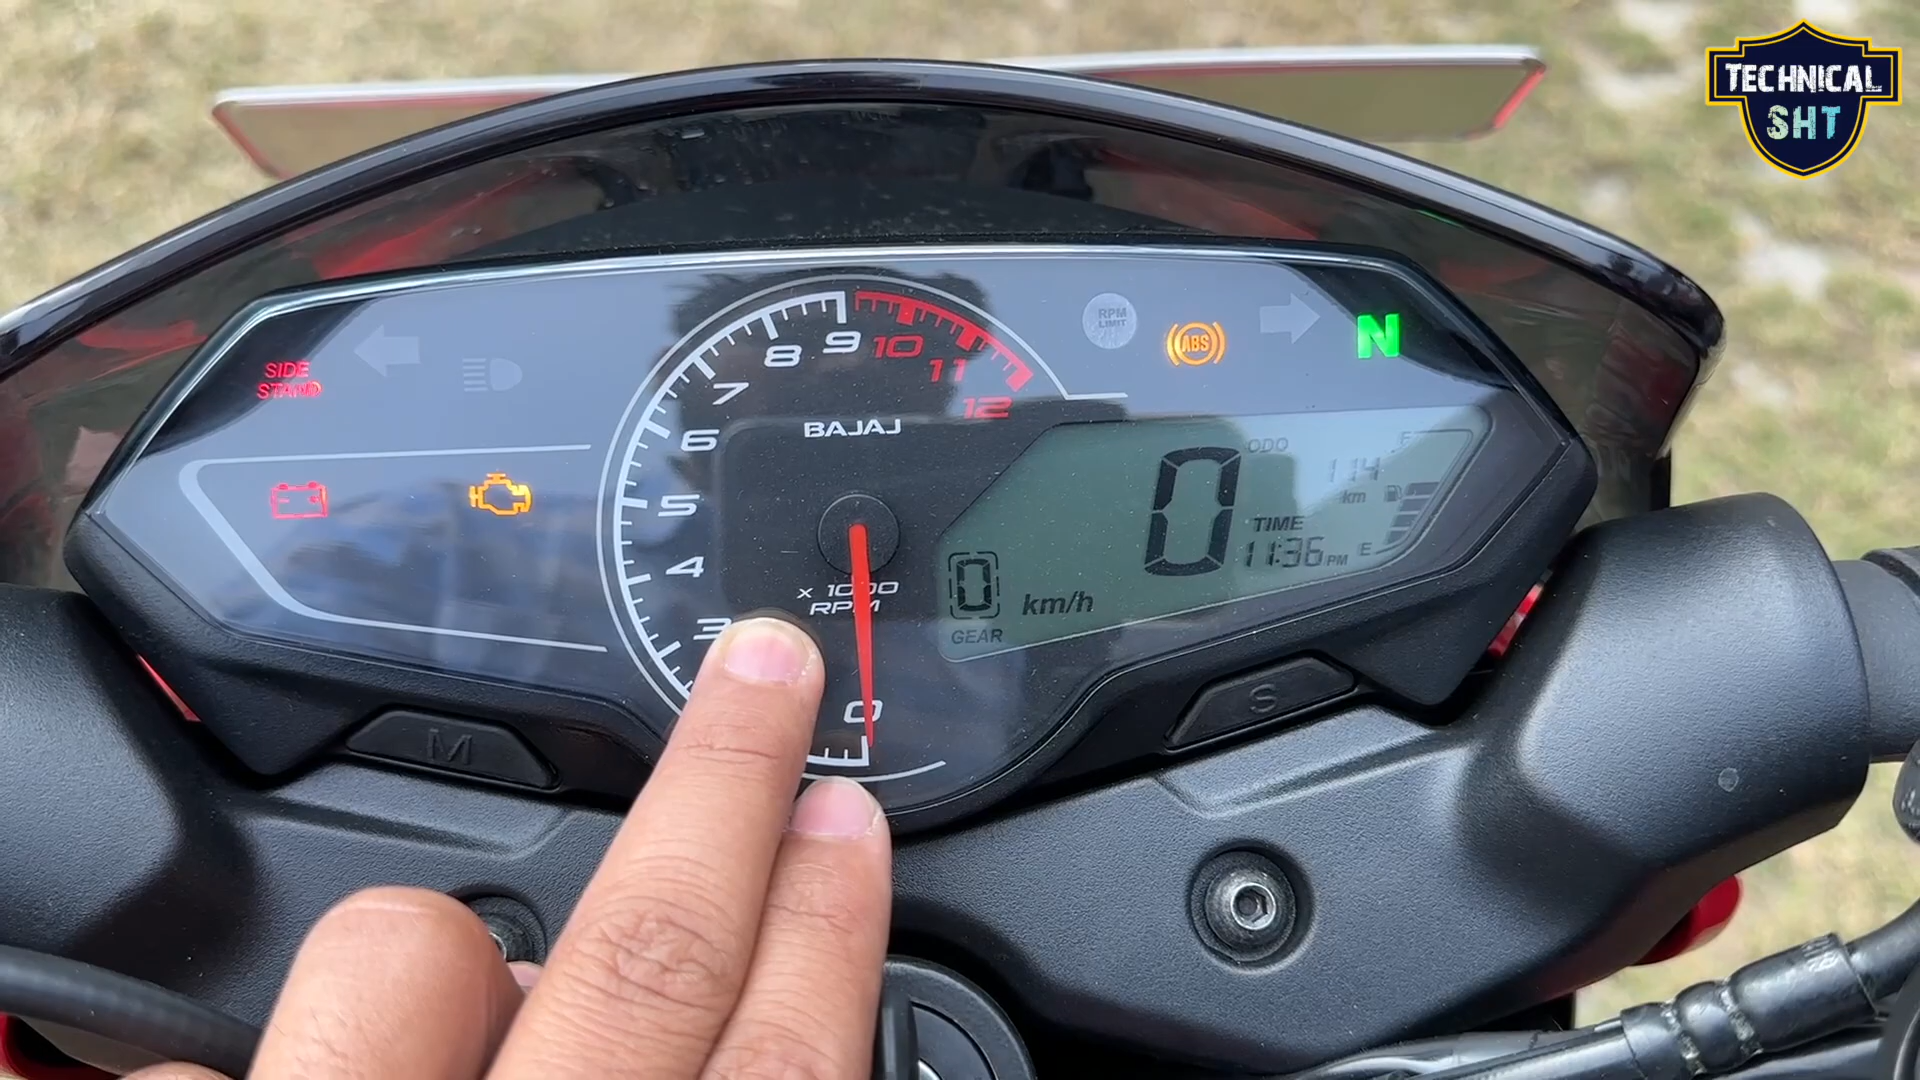 TECHNICAL
SHT
SIDE
STAND
RPM
LIMIT
ABS
N
9
10
8
11
7
12
6
BAJAJ
5
4
x 1000
RPM
3
0
0
ODO
114
km
F
TIME
11:36 PM
E
0
km/h
GEAR
M
S